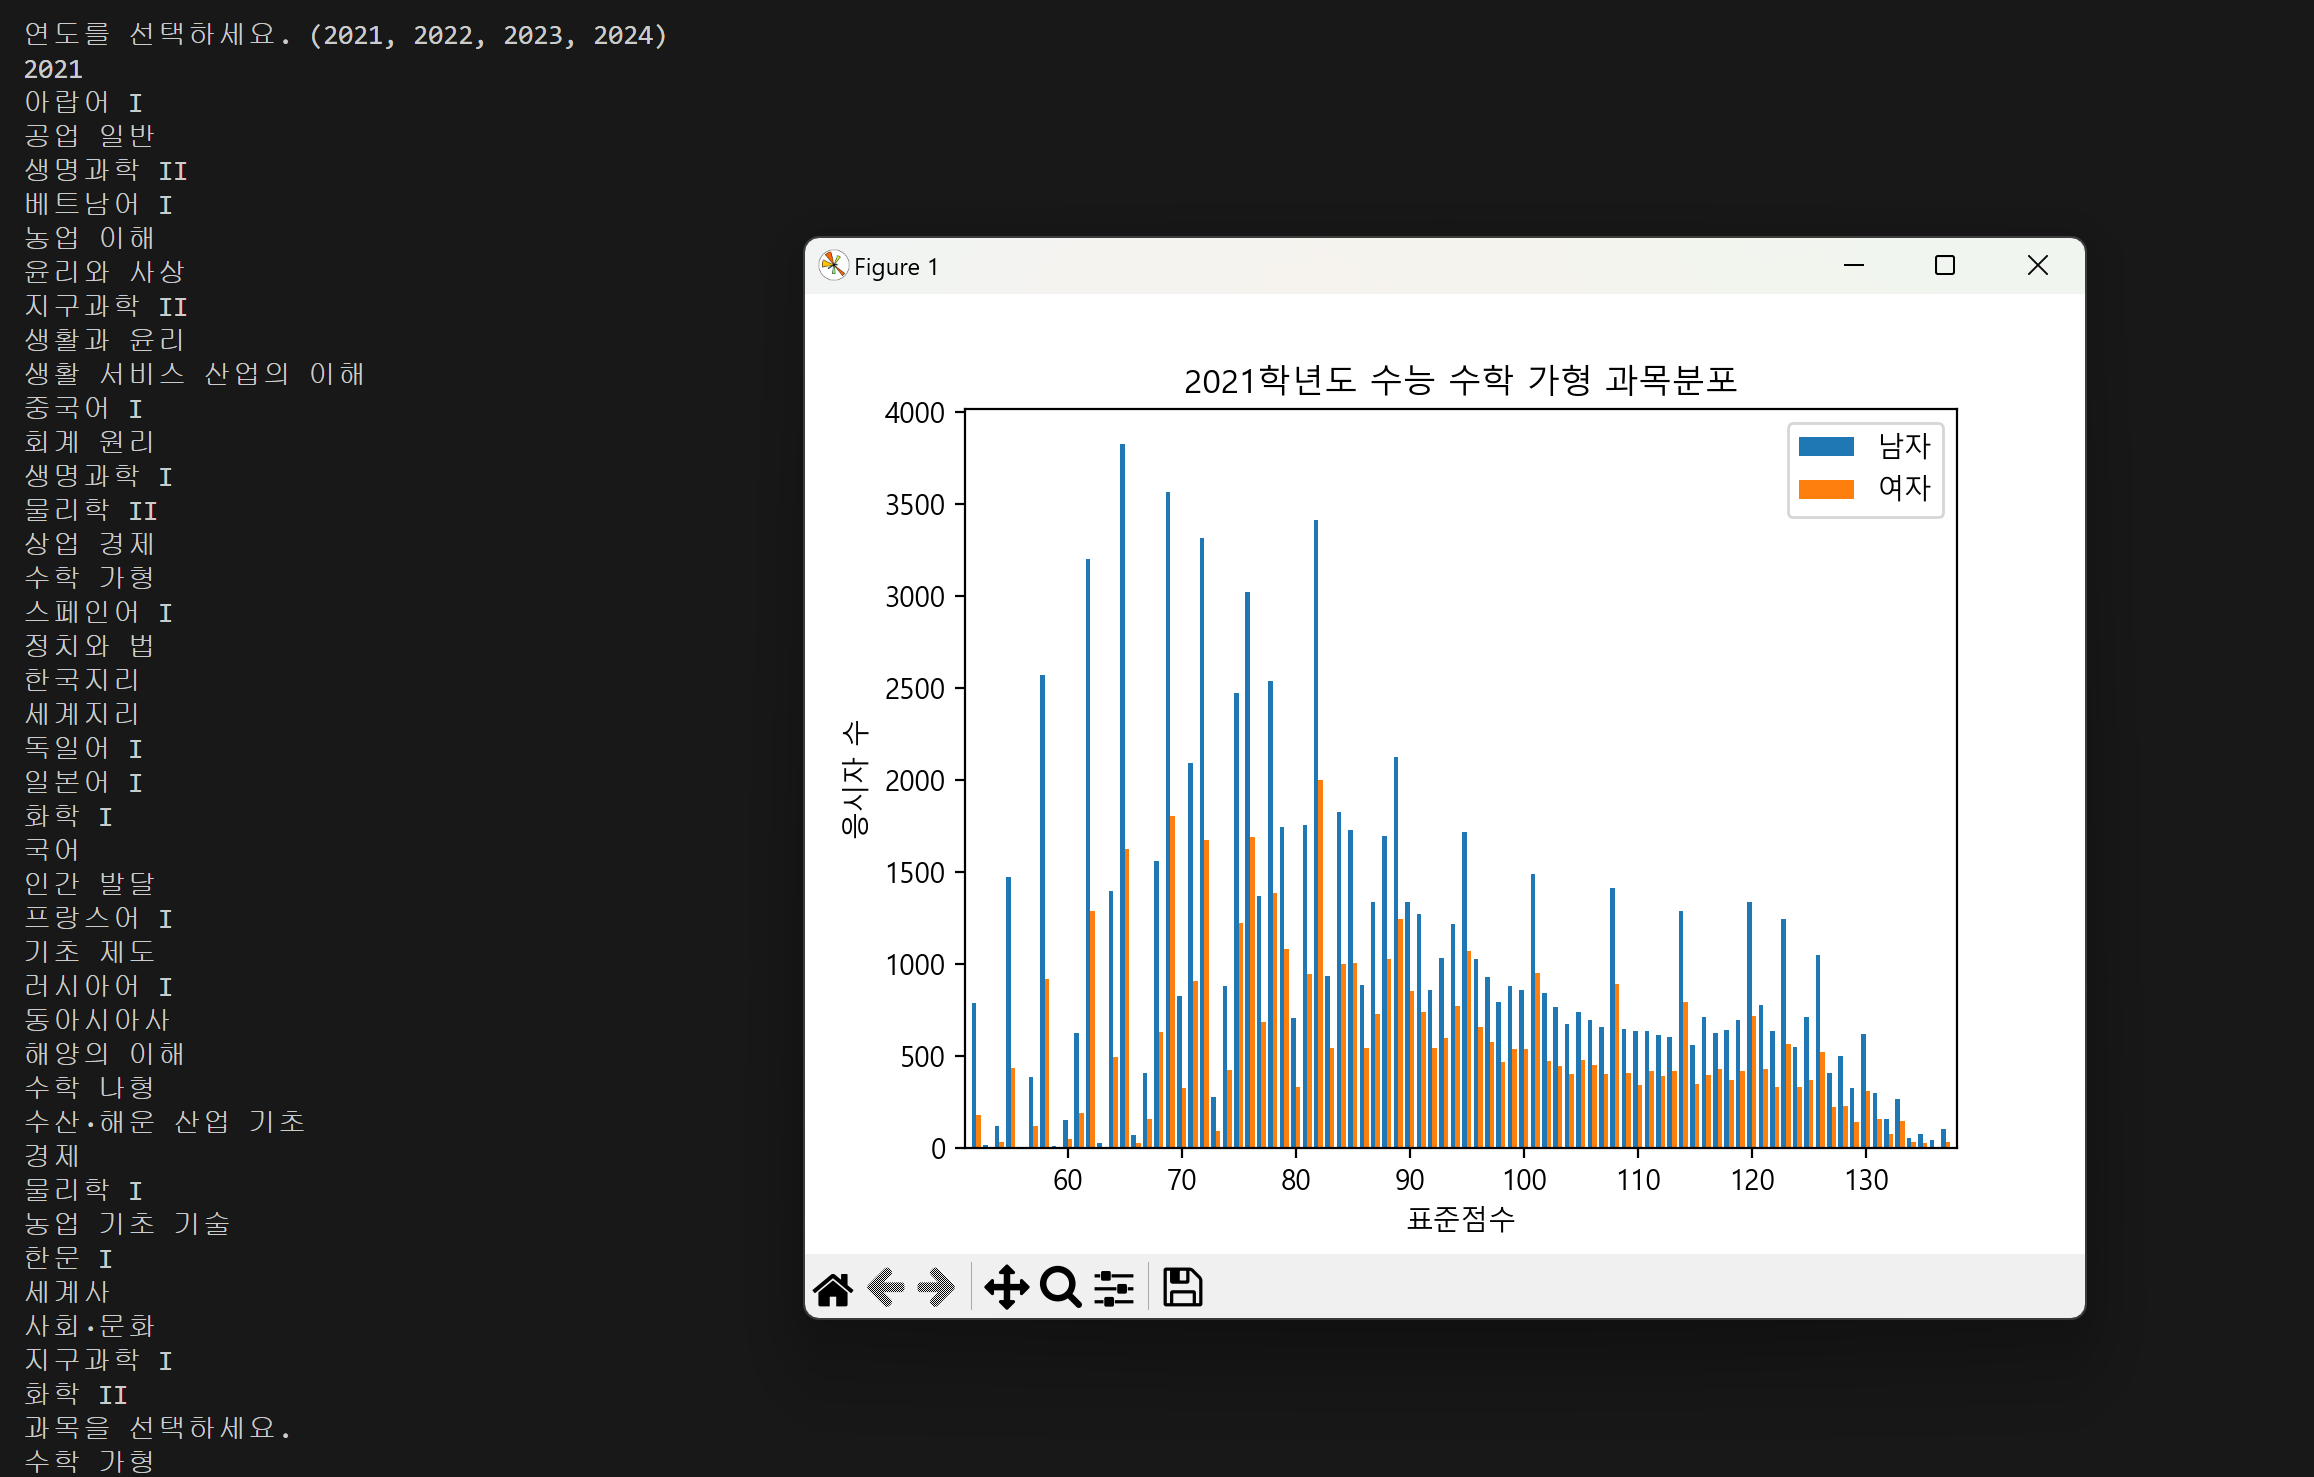 연도를 선택하세요. (2021, 2022, 2023, 2024)
2021
아랍어 I
공업 일반
생명과학 II
베트남어 I
농업 이해
윤리와 사상
지구과학 II
생활과 윤리
생활 서비스 산업의 이해
중국어 I
회계 원리
생명과학 I
물리학 II
상업 경제
수학 가형
스페인어 I
정치와 법
한국지리
세계지리
독일어 I
일본어 I
화학 I
국어
인간 발달
프랑스어 I
기초 제도
러시아어 I
동아시아사
해양의 이해
수학 나형
수산·해운 산업 기초
경제
물리학 I
농업 기초 기술
한문 I
세계사
사회·문화
지구과학 I
화학 II
과목을 선택하세요.
수학 가형
Figure 1
2021학년도 수능 수학 가형 과목분포
남자
여자
응시자 수
4000
3500
3000
2500
2000
1500
1000
500
0
60 70 80 90 100 110 120 130
표준점수